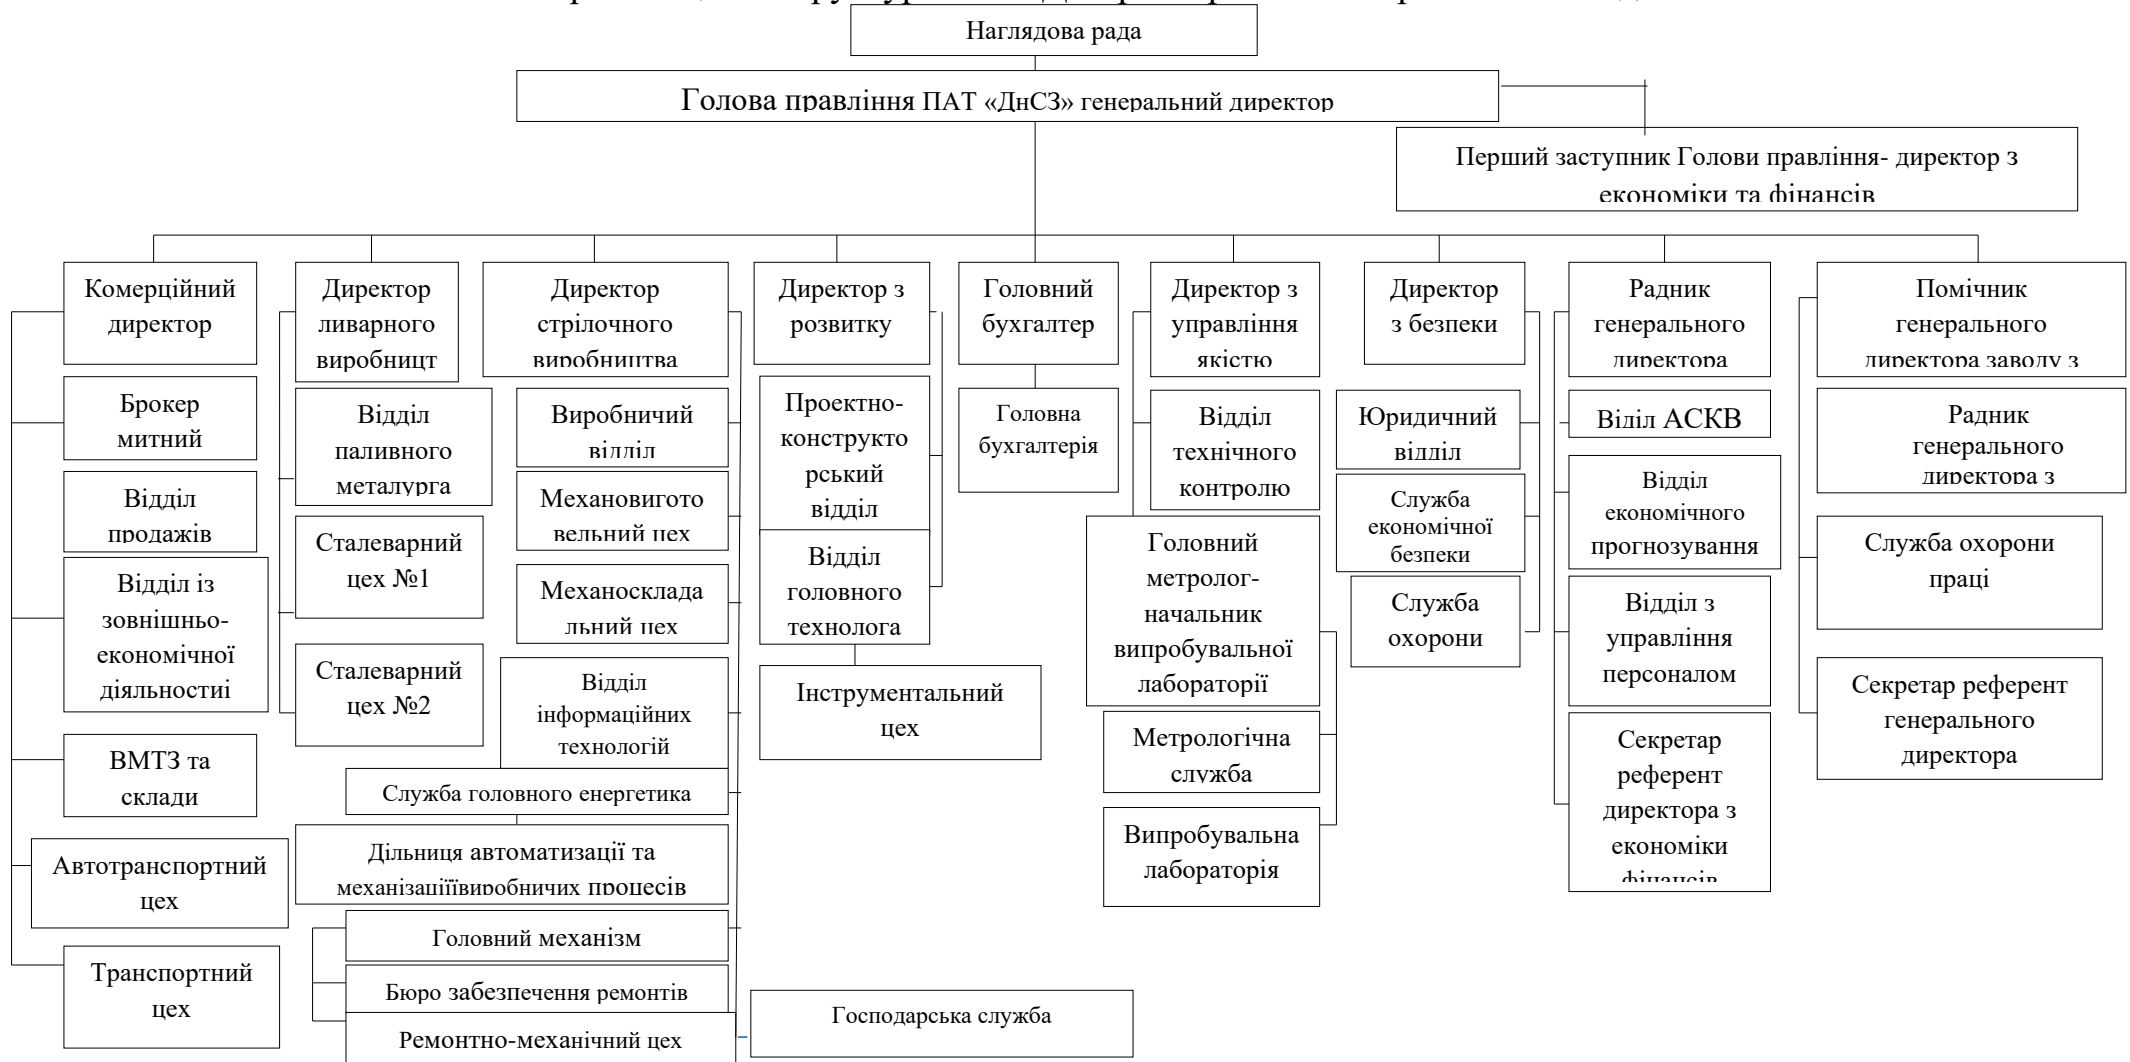 Наглядова рада
Голова правління ПАТ «ДнСЗ» генеральний директор
Перший заступник Голови правління- директор з
економіки та фінансів
Комерційний
директор
Брокер
митний
Відділ
продажів
Відділ із
зовнішньо-
економічної
діяльностиі
ВМТЗ та
склади
Автотранспортний
цех
Транспортний
цех
Директор
ливарного
виробницт
Відділ
паливного
металурга
Сталеварний
цех №1
Сталеварний
цех №2
Директор
стрілочного
виробництва
Виробничий
відділ
Механовигото
вельний цех
Механосклада
льний цех
Відділ
інформаційних
технологій
Служба головного енергетика
Дільниця автоматизації та
механізаціїівиробничих процесів
Головний механізм
Бюро забезпечення ремонтів
Ремонтно-механічний цех
Господарська служба
Директор з
розвитку
Проектно-
конструкто
рський
відділ
Відділ
головного
технолога
Інструментальний
цех
Головний
бухгалтер
Головна
бухгалтерія
Директор з
управління
якістю
Відділ
технічного
контролю
Головний
метролог-
начальник
випробувальної
лабораторії
Метрологічна
служба
Випробувальна
лабораторія
Директор
з безпеки
Юридичний
відділ
Служба
економічної
безпеки
Служба
охорони
Радник
генерального
директора
Віділ АСКВ
Відділ
економічного
прогнозування
Відділ з
управління
персоналом
Секретар
референт
директора з
економіки
фінансів
Помічник
генерального
директора заводу з
Радник
генерального
директора з
Служба охорони
праці
Секретар референт
генерального
директора